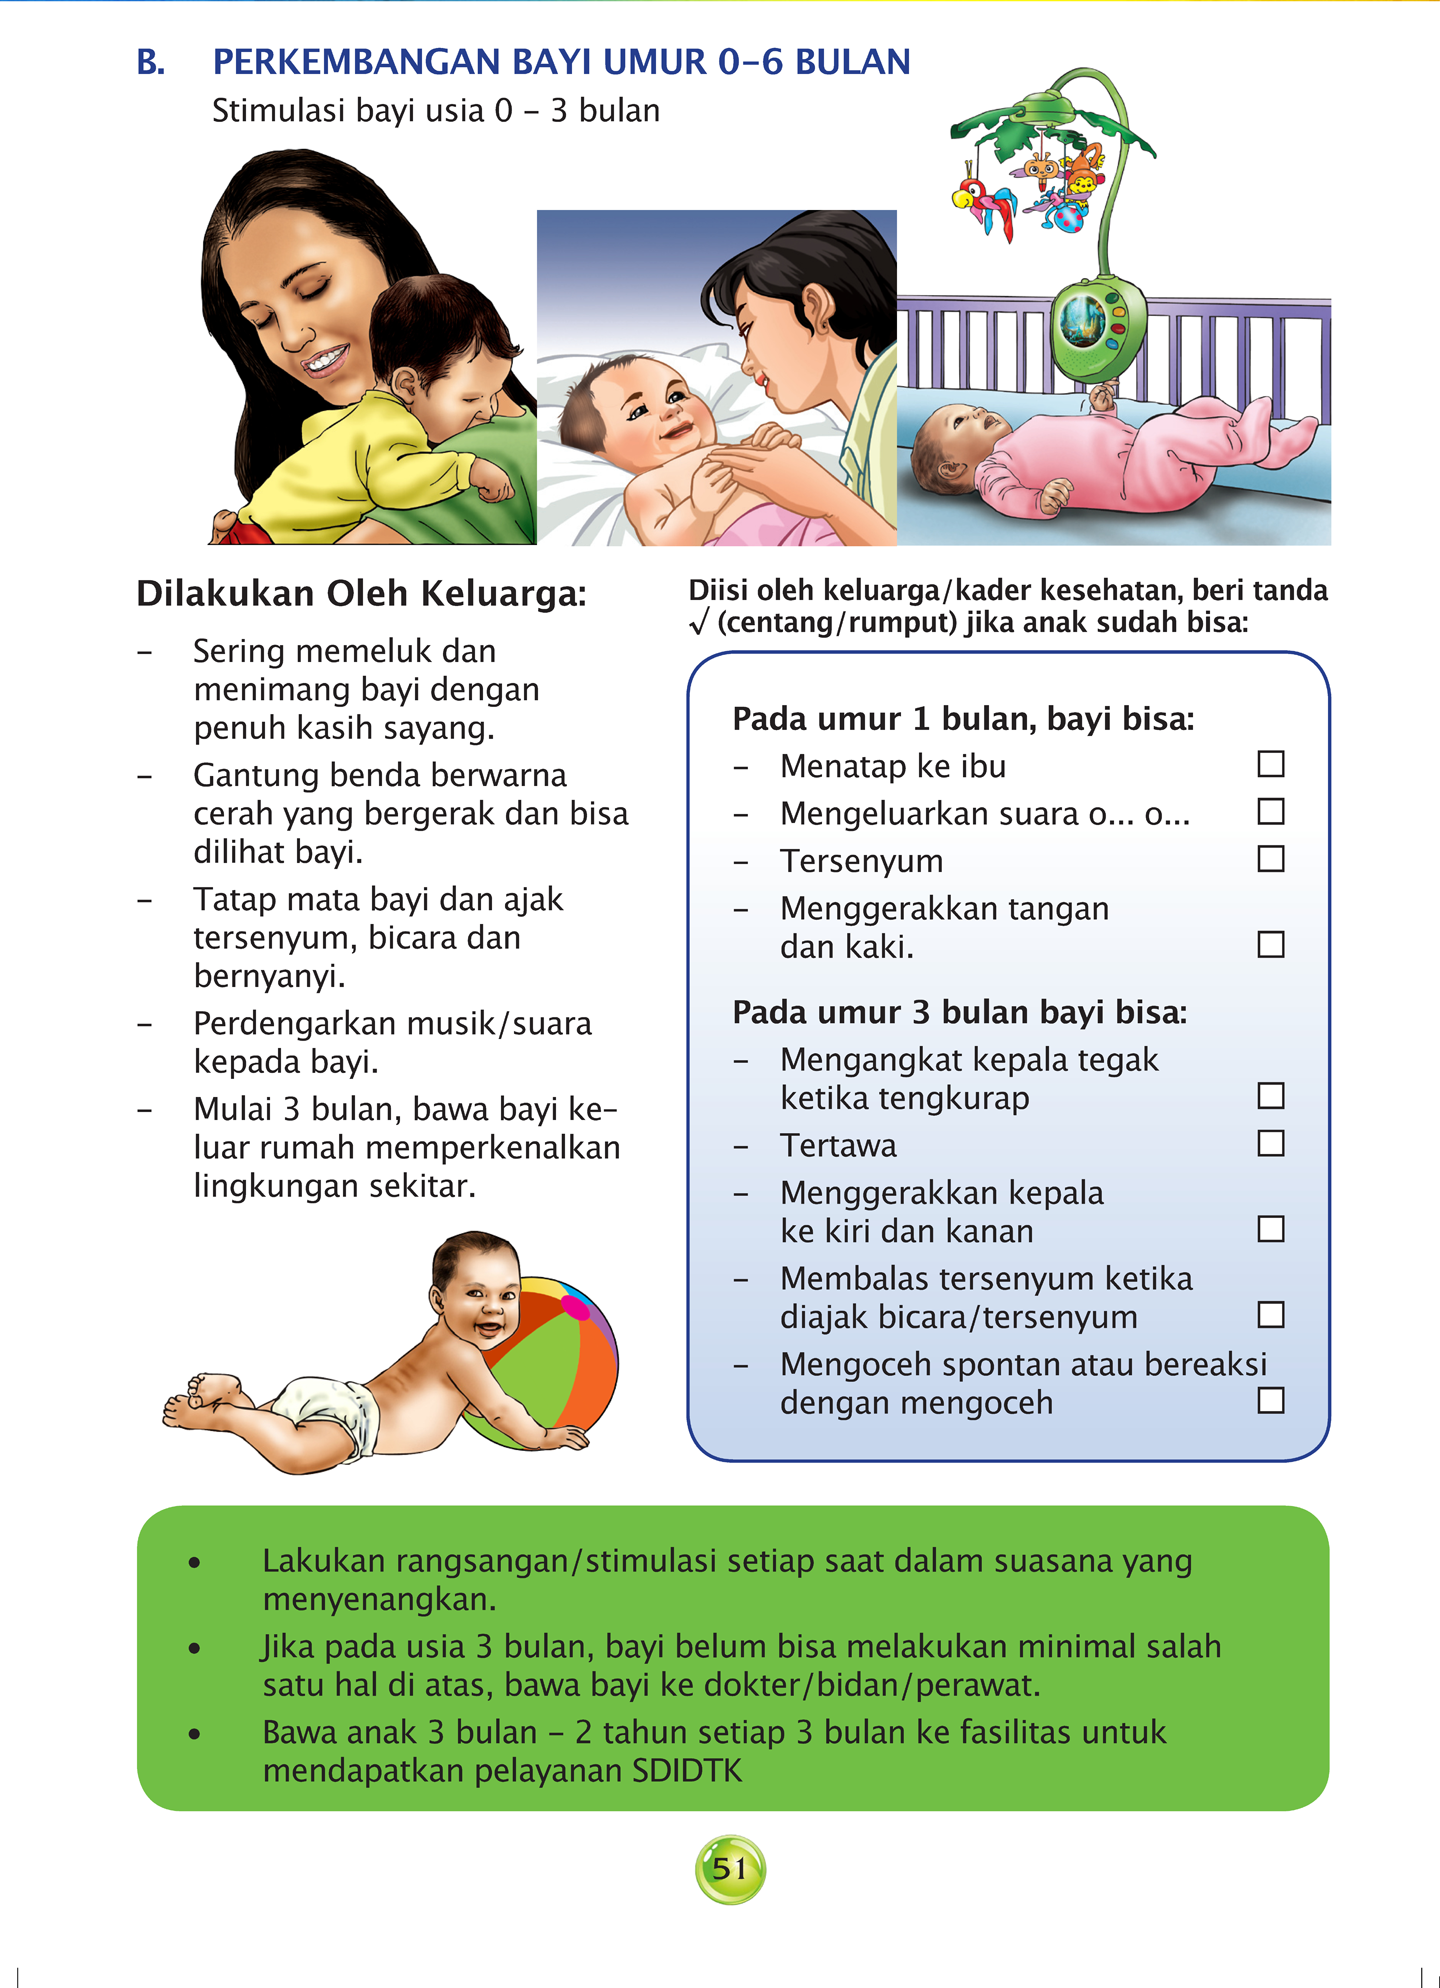 B. PERKEMBANGAN BAYI UMUR 0-6 BULAN
Stimulasi bayi usia 0 - 3 bulan
Dilakukan Oleh Keluarga:
- Sering memeluk dan
menimang bayi dengan
penuh kasih sayang.
- Gantung benda berwarna
cerah yang bergerak dan bisa
dilihat bayi.
- Tatap mata bayi dan ajak
tersenyum, bicara dan
bernyanyi.
- Perdengarkan musik/suara
kepada bayi.
- Mulai 3 bulan, bawa bayi ke-
luar rumah memperkenalkan
lingkungan sekitar.
Diisi oleh keluarga/kader kesehatan, beri tanda
√ (centang/rumput) jika anak sudah bisa:
Pada umur 1 bulan, bayi bisa:
- Menatap ke ibu
- Mengeluarkan suara o... o...
- Tersenyum
- Menggerakkan tangan
dan kaki.
Pada umur 3 bulan bayi bisa:
- Mengangkat kepala tegak
ketika tengkurap
- Tertawa
- Menggerakkan kepala
ke kiri dan kanan
- Membalas tersenyum ketika
diajak bicara/tersenyum
- Mengoceh spontan atau bereaksi
dengan mengoceh
• Lakukan rangsangan/stimulasi setiap saat dalam suasana yang
menyenangkan.
• Jika pada usia 3 bulan, bayi belum bisa melakukan minimal salah
satu hal di atas, bawa bayi ke dokter/bidan/perawat.
• Bawa anak 3 bulan - 2 tahun setiap 3 bulan ke fasilitas untuk
mendapatkan pelayanan SDIDTK
51